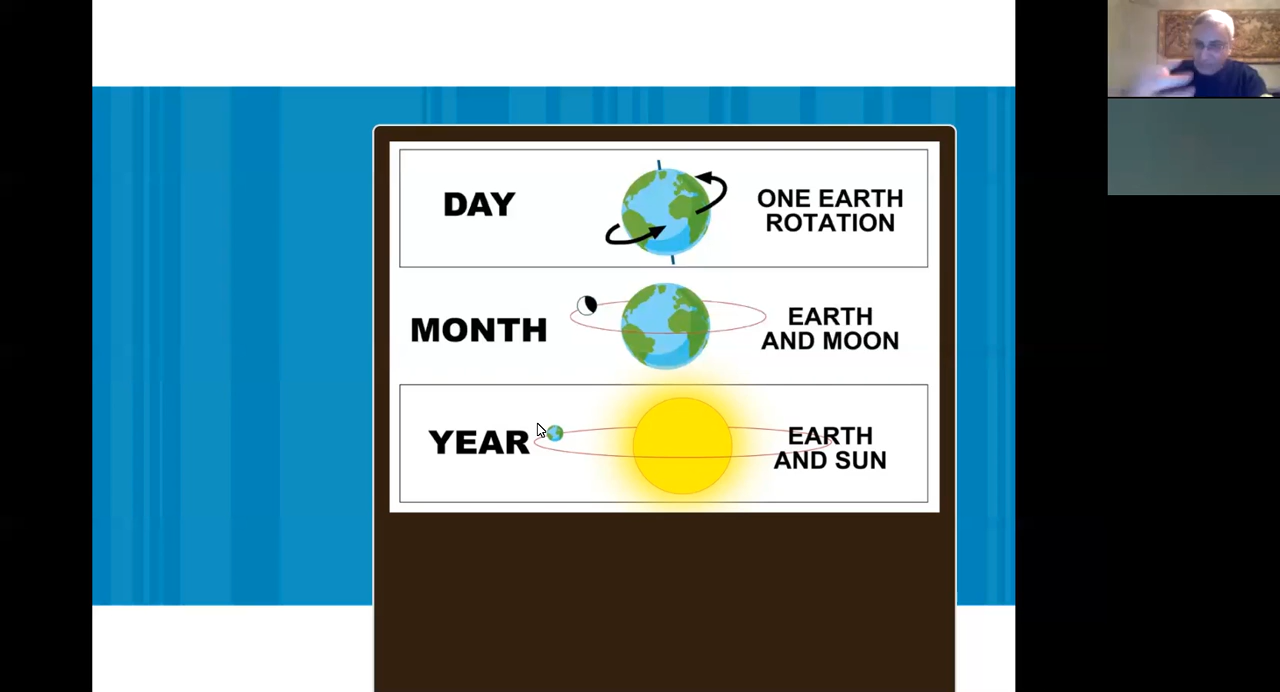 DAY
ONE EARTH
ROTATION
MONTH
EARTH
AND MOON
YEAR
EARTH
AND SUN